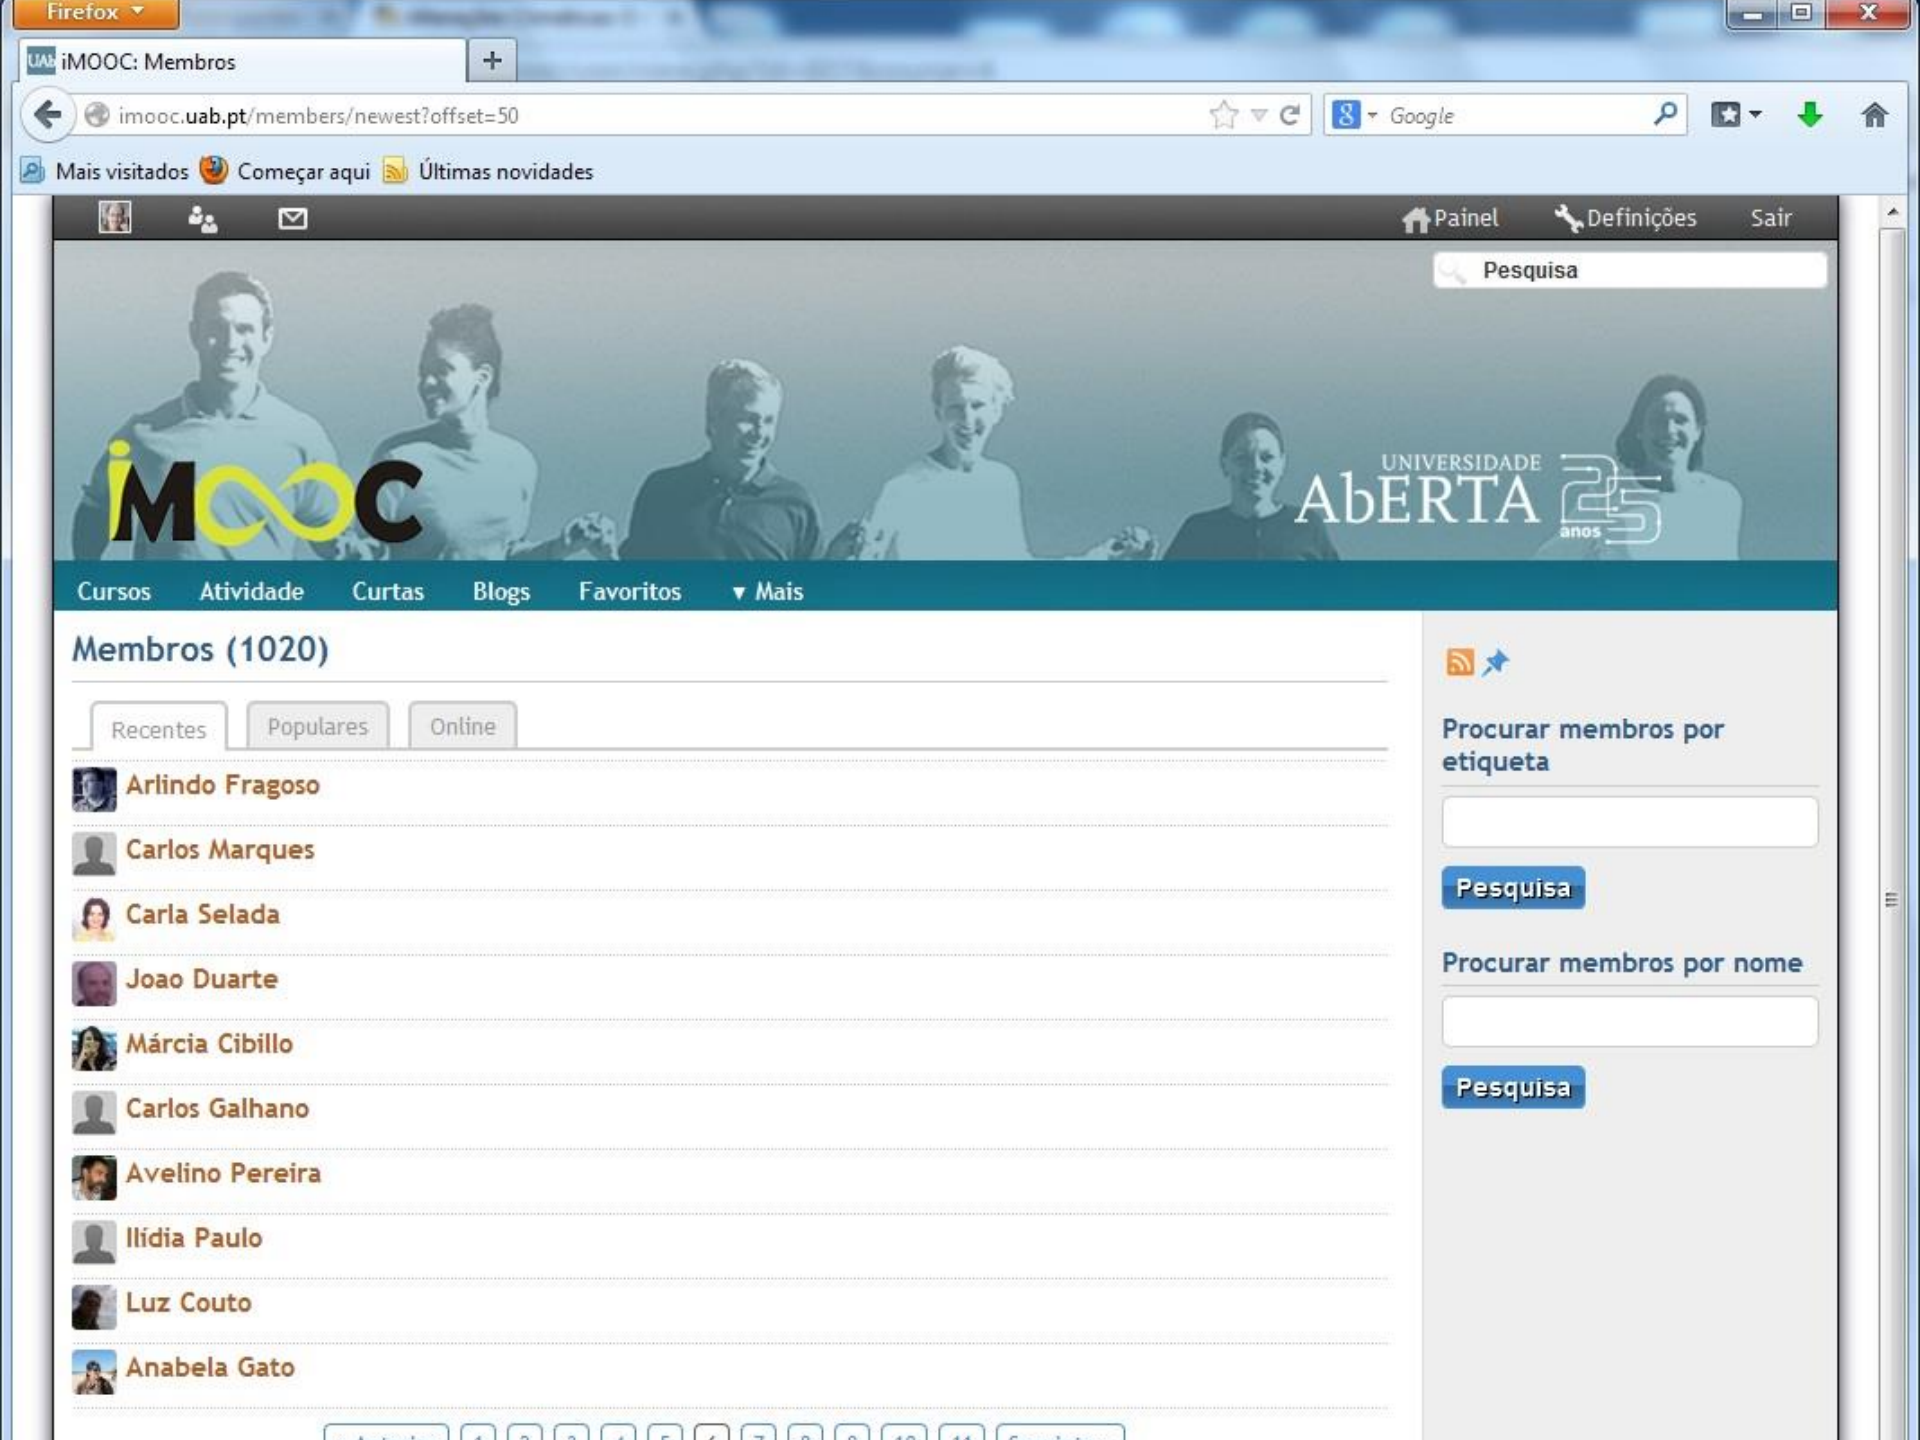 Firefox
UAb iMOOC: Membros
imooc.uab.pt/members/newest?offset=50
8 Google
Mais visitados Começar aqui Últimas novidades
Painel Definições Sair
Pesquisa
iMOOC
UNIVERSIDADE
AbERTA 25
anos
Cursos Atividade Curtas Blogs Favoritos ▾ Mais
Membros (1020)
Recentes Populares Online
Arlindo Fragoso
Carlos Marques
Carla Selada
Joao Duarte
Márcia Cibillo
Carlos Galhano
Avelino Pereira
Ilídia Paulo
Luz Couto
Anabela Gato
Procurar membros por
etiqueta
Pesquisa
Procurar membros por nome
Pesquisa